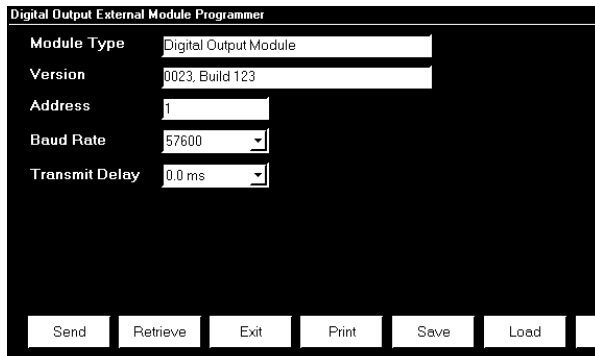 Digital Output External Module Programmer
Module Type Digital Output Module
Version 0023, Build 123
Address 1
Baud Rate 57600
Transmit Delay 0.0 ms
Send Retrieve Exit Print Save Load